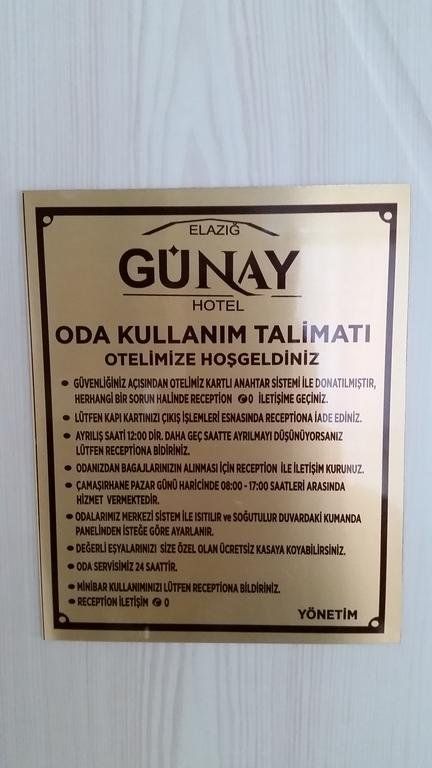 ELAZIĞ
GÜNAY
HOTEL
ODA KULLANIM TALİMATI
OTELİMİZE HOŞGELDİNİZ
● GÜVENLİĞİNİZ AÇISINDAN OTELİMİZ KARTLI ANAHTAR SİSTEMİ İLE DONATILMIŞTIR,
HERHANGİ BİR SORUN HALİNDE RECEPTION ✆0 İLETİŞİME GEÇİNİZ.
● LÜTFEN KAPI KARTINIZI ÇIKIŞ İŞLEMLERİ ESNASINDA RECEPTIONA İADE EDİNİZ.
● AYRILIŞ SAATİ 12:00 DİR. DAHA GEÇ SAATTE AYRILMAYI DÜŞÜNÜYORSANIZ
LÜTFEN RECEPTIONA BİDİRİNİZ.
● ODANIZDAN BAGAJLARINIZIN ALINMASI İÇİN RECEPTION İLE İLETİŞİM KURUNUZ.
● ÇAMAŞIRHANE PAZAR GÜNÜ HARİCİNDE 08:00 - 17:00 SAATLERİ ARASINDA
HİZMET VERMEKTEDİR.
● ODALARIMIZ MERKEZİ SİSTEM İLE ISITILIR ve SOĞUTULUR DUVARDAKİ KUMANDA
PANELİNDEN İSTEĞE GÖRE AYARLANIR.
● DEĞERLİ EŞYALARINIZI SİZE ÖZEL OLAN ÜCRETSİZ KASAYA KOYABİLİRSİNİZ.
● ODA SERVİSİMİZ 24 SAATTİR.
● MİNİBAR KULLANIMINIZI LÜTFEN RECEPTIONA BİLDİRİNİZ.
● RECEPTION İLETİŞİM ✆ 0
YÖNETİM